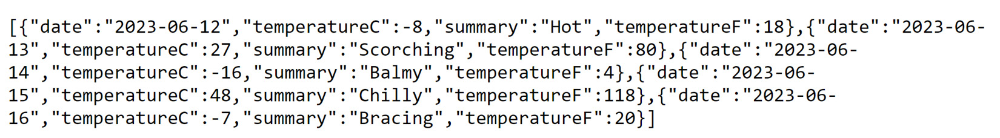 [{"date":"2023-06-12","temperatureC":-8,"summary":"Hot","temperatureF":18},{"date":"2023-06-
13","temperatureC":27,"summary":"Scorching","temperatureF":80},{"date":"2023-06-
14","temperatureC":-16,"summary":"Balmy","temperatureF":4},{"date":"2023-06-
15","temperatureC":48,"summary":"Chilly","temperatureF":118},{"date":"2023-06-
16","temperatureC":-7,"summary":"Bracing","temperatureF":20}]